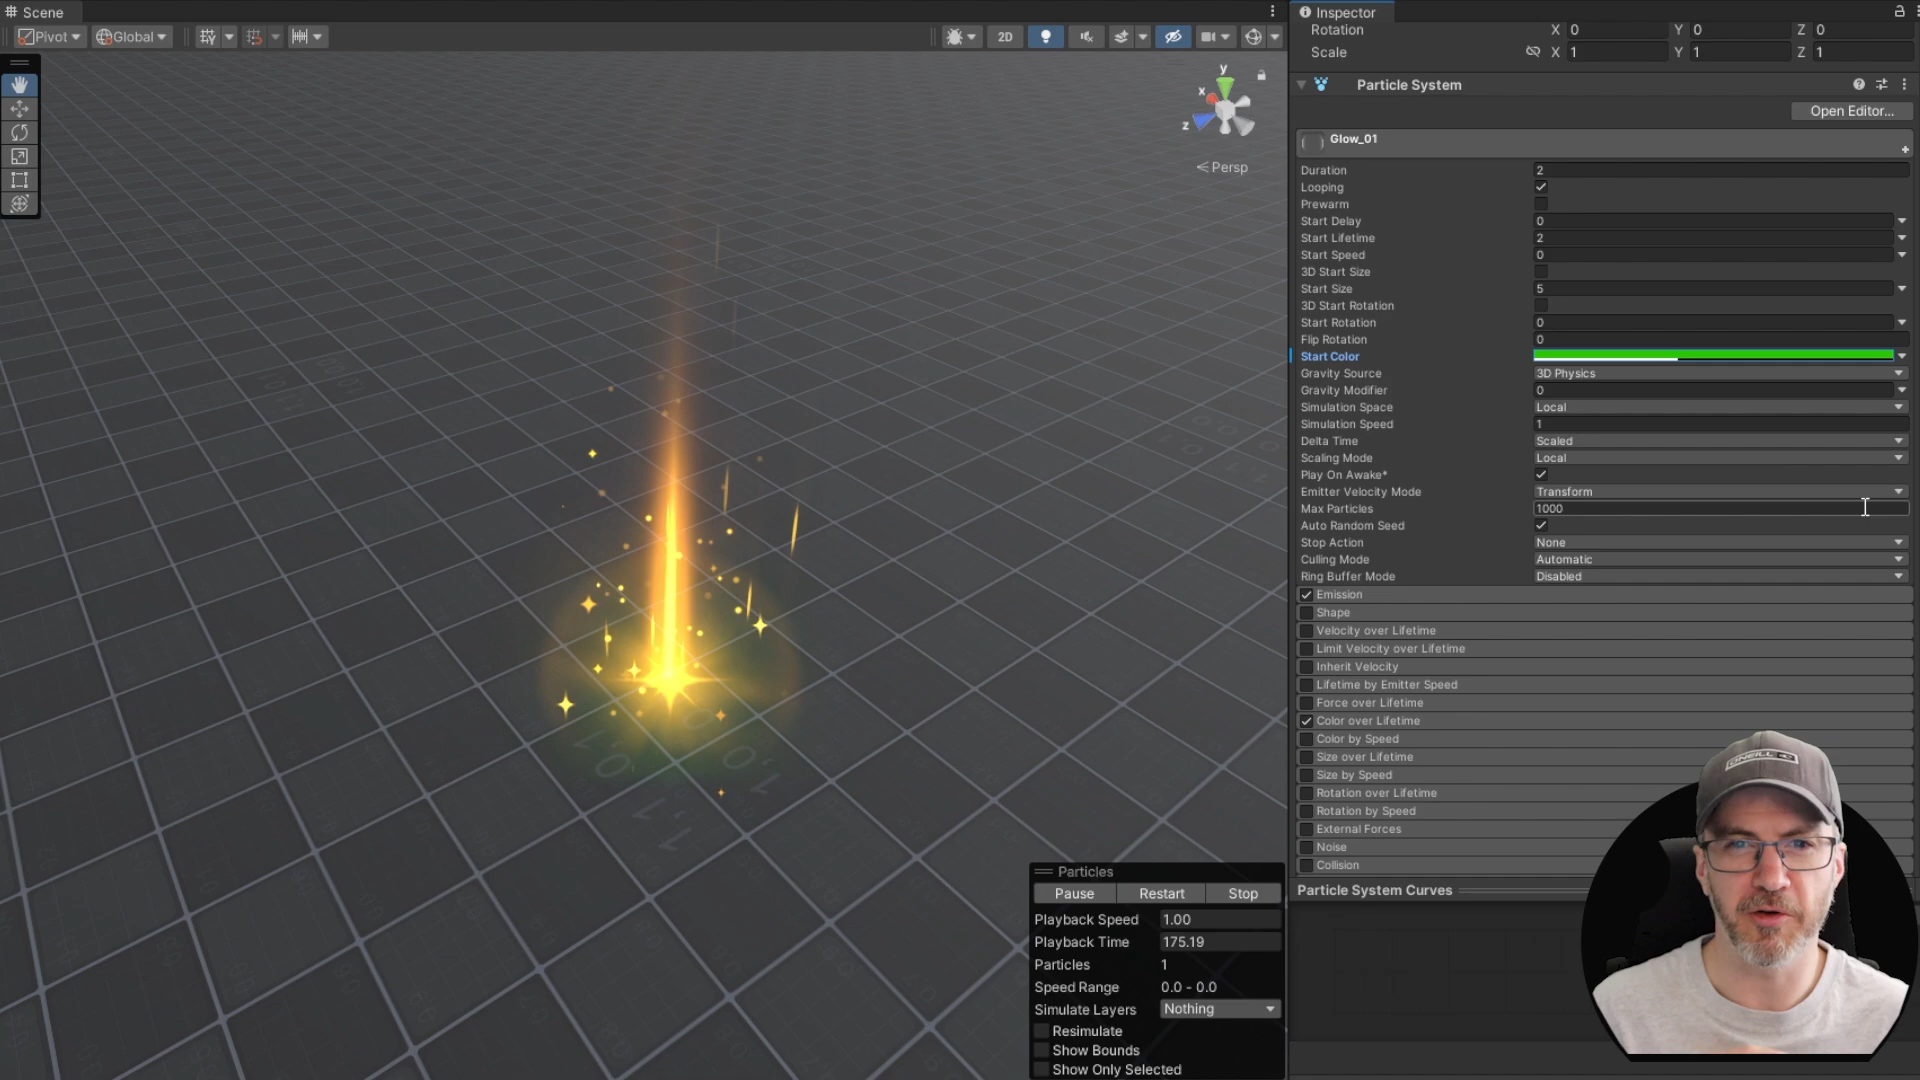 Scene
Inspector
Pivot
Global
2D
Rotation X 0 Y 0 Z 0
Scale X 1 Y 1 Z 1
y
x
z
Persp
Particle System
Open Editor...
Glow_01
Duration 2
Looping
Prewarm
Start Delay 0
Start Lifetime 2
Start Speed 0
3D Start Size
Start Size 5
3D Start Rotation
Start Rotation 0
Flip Rotation 0
Start Color
Gravity Source 3D Physics
Gravity Modifier 0
Simulation Space Local
Simulation Speed 1
Delta Time Scaled
Scaling Mode Local
Play On Awake*
Emitter Velocity Mode Transform
Max Particles 1000
Auto Random Seed
Stop Action None
Culling Mode Automatic
Ring Buffer Mode Disabled
Emission
Shape
Velocity over Lifetime
Limit Velocity over Lifetime
Inherit Velocity
Lifetime by Emitter Speed
Force over Lifetime
Color over Lifetime
Color by Speed
Size over Lifetime
Size by Speed
Rotation over Lifetime
Rotation by Speed
External Forces
Noise
Collision
Particle System Curves
Particles
Pause Restart Stop
Playback Speed 1.00
Playback Time 175.19
Particles 1
Speed Range 0.0 - 0.0
Simulate Layers Nothing
Resimulate
Show Bounds
Show Only Selected
O'NEILL